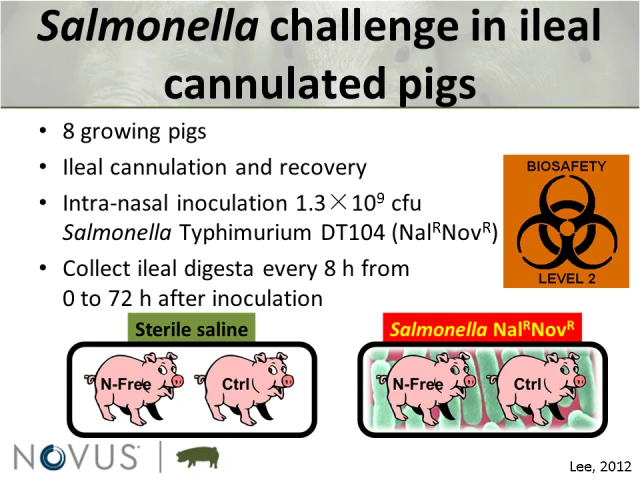 Salmonella challenge in ileal
cannulated pigs
• 8 growing pigs
• Ileal cannulation and recovery
• Intra-nasal inoculation 1.3×10⁹ cfu
Salmonella Typhimurium DT104 (NalᴿNovᴿ)
• Collect ileal digesta every 8 h from
0 to 72 h after inoculation
BIOSAFETY
LEVEL 2
Sterile saline
Salmonella NalᴿNovᴿ
N-Free Ctrl
N-Free Ctrl
NOVUS
Lee, 2012